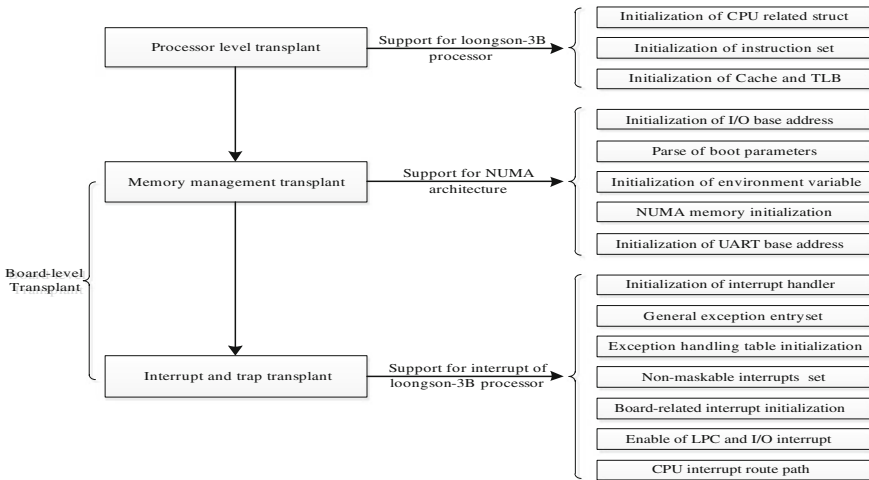 Processor level transplant
Support for loongson-3B
processor
Initialization of CPU related struct
Initialization of instruction set
Initialization of Cache and TLB
Board-level
Transplant
Memory management transplant
Support for NUMA
architecture
Initialization of I/O base address
Parse of boot parameters
Initialization of environment variable
NUMA memory initialization
Initialization of UART base address
Interrupt and trap transplant
Support for interrupt of
loongson-3B processor
Initialization of interrupt handler
General exception entryset
Exception handling table initialization
Non-maskable interrupts set
Board-related interrupt initialization
Enable of LPC and I/O interrupt
CPU interrupt route path